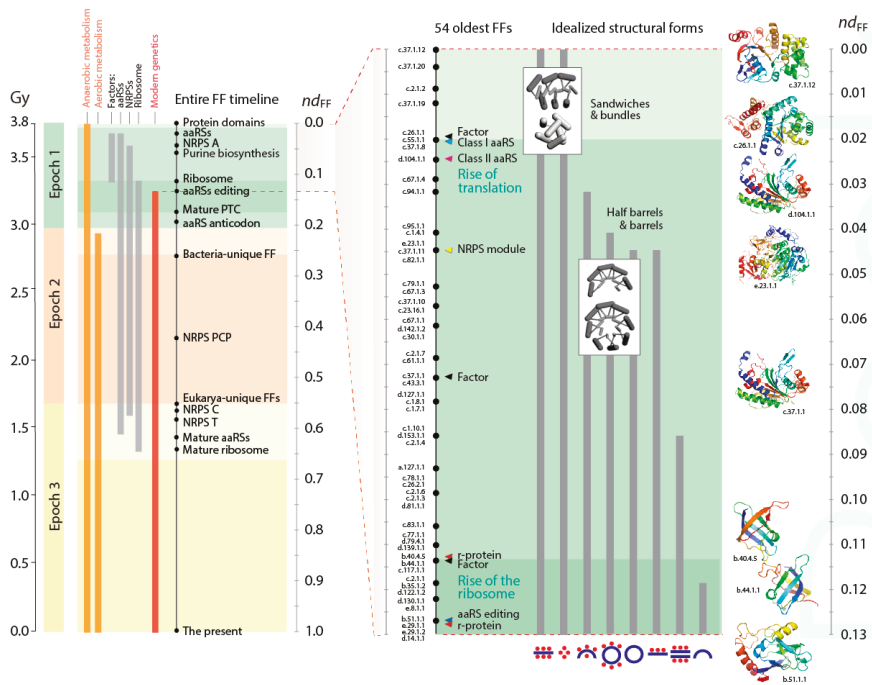 54 oldest FFs
Idealized structural forms
nd_FF
Gy
Anaerobic metabolism
Aerobic metabolism
Factors:
aaRSs
NRPSs
Ribosome
Modern genetics
Entire FF timeline
nd_FF
3.8
3.5
3.0
2.5
2.0
1.5
1.0
0.5
0.0
Epoch 1
Epoch 2
Epoch 3
Protein domains
aaRSs
NRPS A
Purine biosynthesis
Ribosome
aaRSs editing
Mature PTC
aaRS anticodon
Bacteria-unique FF
NRPS PCP
Eukarya-unique FFs
NRPS C
NRPS T
Mature aaRSs
Mature ribosome
The present
0.0
0.1
0.2
0.3
0.4
0.5
0.6
0.7
0.8
0.9
1.0
c.37.1.12
c.37.1.20
c.2.1.2
c.37.1.19
c.26.1.1
c.55.1.1
c.37.1.8
d.104.1.1
c.67.1.4
c.94.1.1
c.95.1.1
c.1.4.1
e.23.1.1
c.37.1.11
c.82.1.1
c.79.1.1
c.67.1.3
c.37.1.10
c.23.16.1
c.67.1.1
d.142.1.2
c.30.1.1
c.2.1.7
c.61.1.1
c.37.1.1
c.43.3.1
d.127.1.1
c.1.8.1
c.1.7.1
c.1.10.1
d.153.1.1
c.2.1.4
a.127.1.1
c.78.1.1
c.26.2.1
c.2.1.6
c.2.1.3
d.81.1.1
c.83.1.1
c.77.1.1
d.79.4.1
d.139.1.1
b.40.4.5
b.44.1.1
c.117.1.1
c.2.1.1
b.35.1.2
d.122.1.2
d.130.1.1
e.8.1.1
b.51.1.1
e.29.1.1
e.29.1.2
d.14.1.1
Factor
Class I aaRS
Class II aaRS
Rise of
translation
NRPS module
Factor
r-protein
Factor
Rise of the
ribosome
aaRS editing
r-protein
Sandwiches
& bundles
Half barrels
& barrels
c.37.1.12
c.26.1.1
d.104.1.1
e.23.1.1
c.37.1.1
b.40.4.5
b.44.1.1
b.51.1.1
0.00
0.01
0.02
0.03
0.04
0.05
0.06
0.07
0.08
0.09
0.10
0.11
0.12
0.13